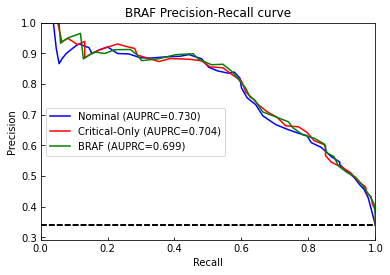 BRAF Precision-Recall curve
Precision
1.0
0.9
0.8
0.7
0.6
0.5
0.4
0.3
Nominal (AUPRC=0.730)
Critical-Only (AUPRC=0.704)
BRAF (AUPRC=0.699)
0.0 0.2 0.4 0.6 0.8 1.0
Recall